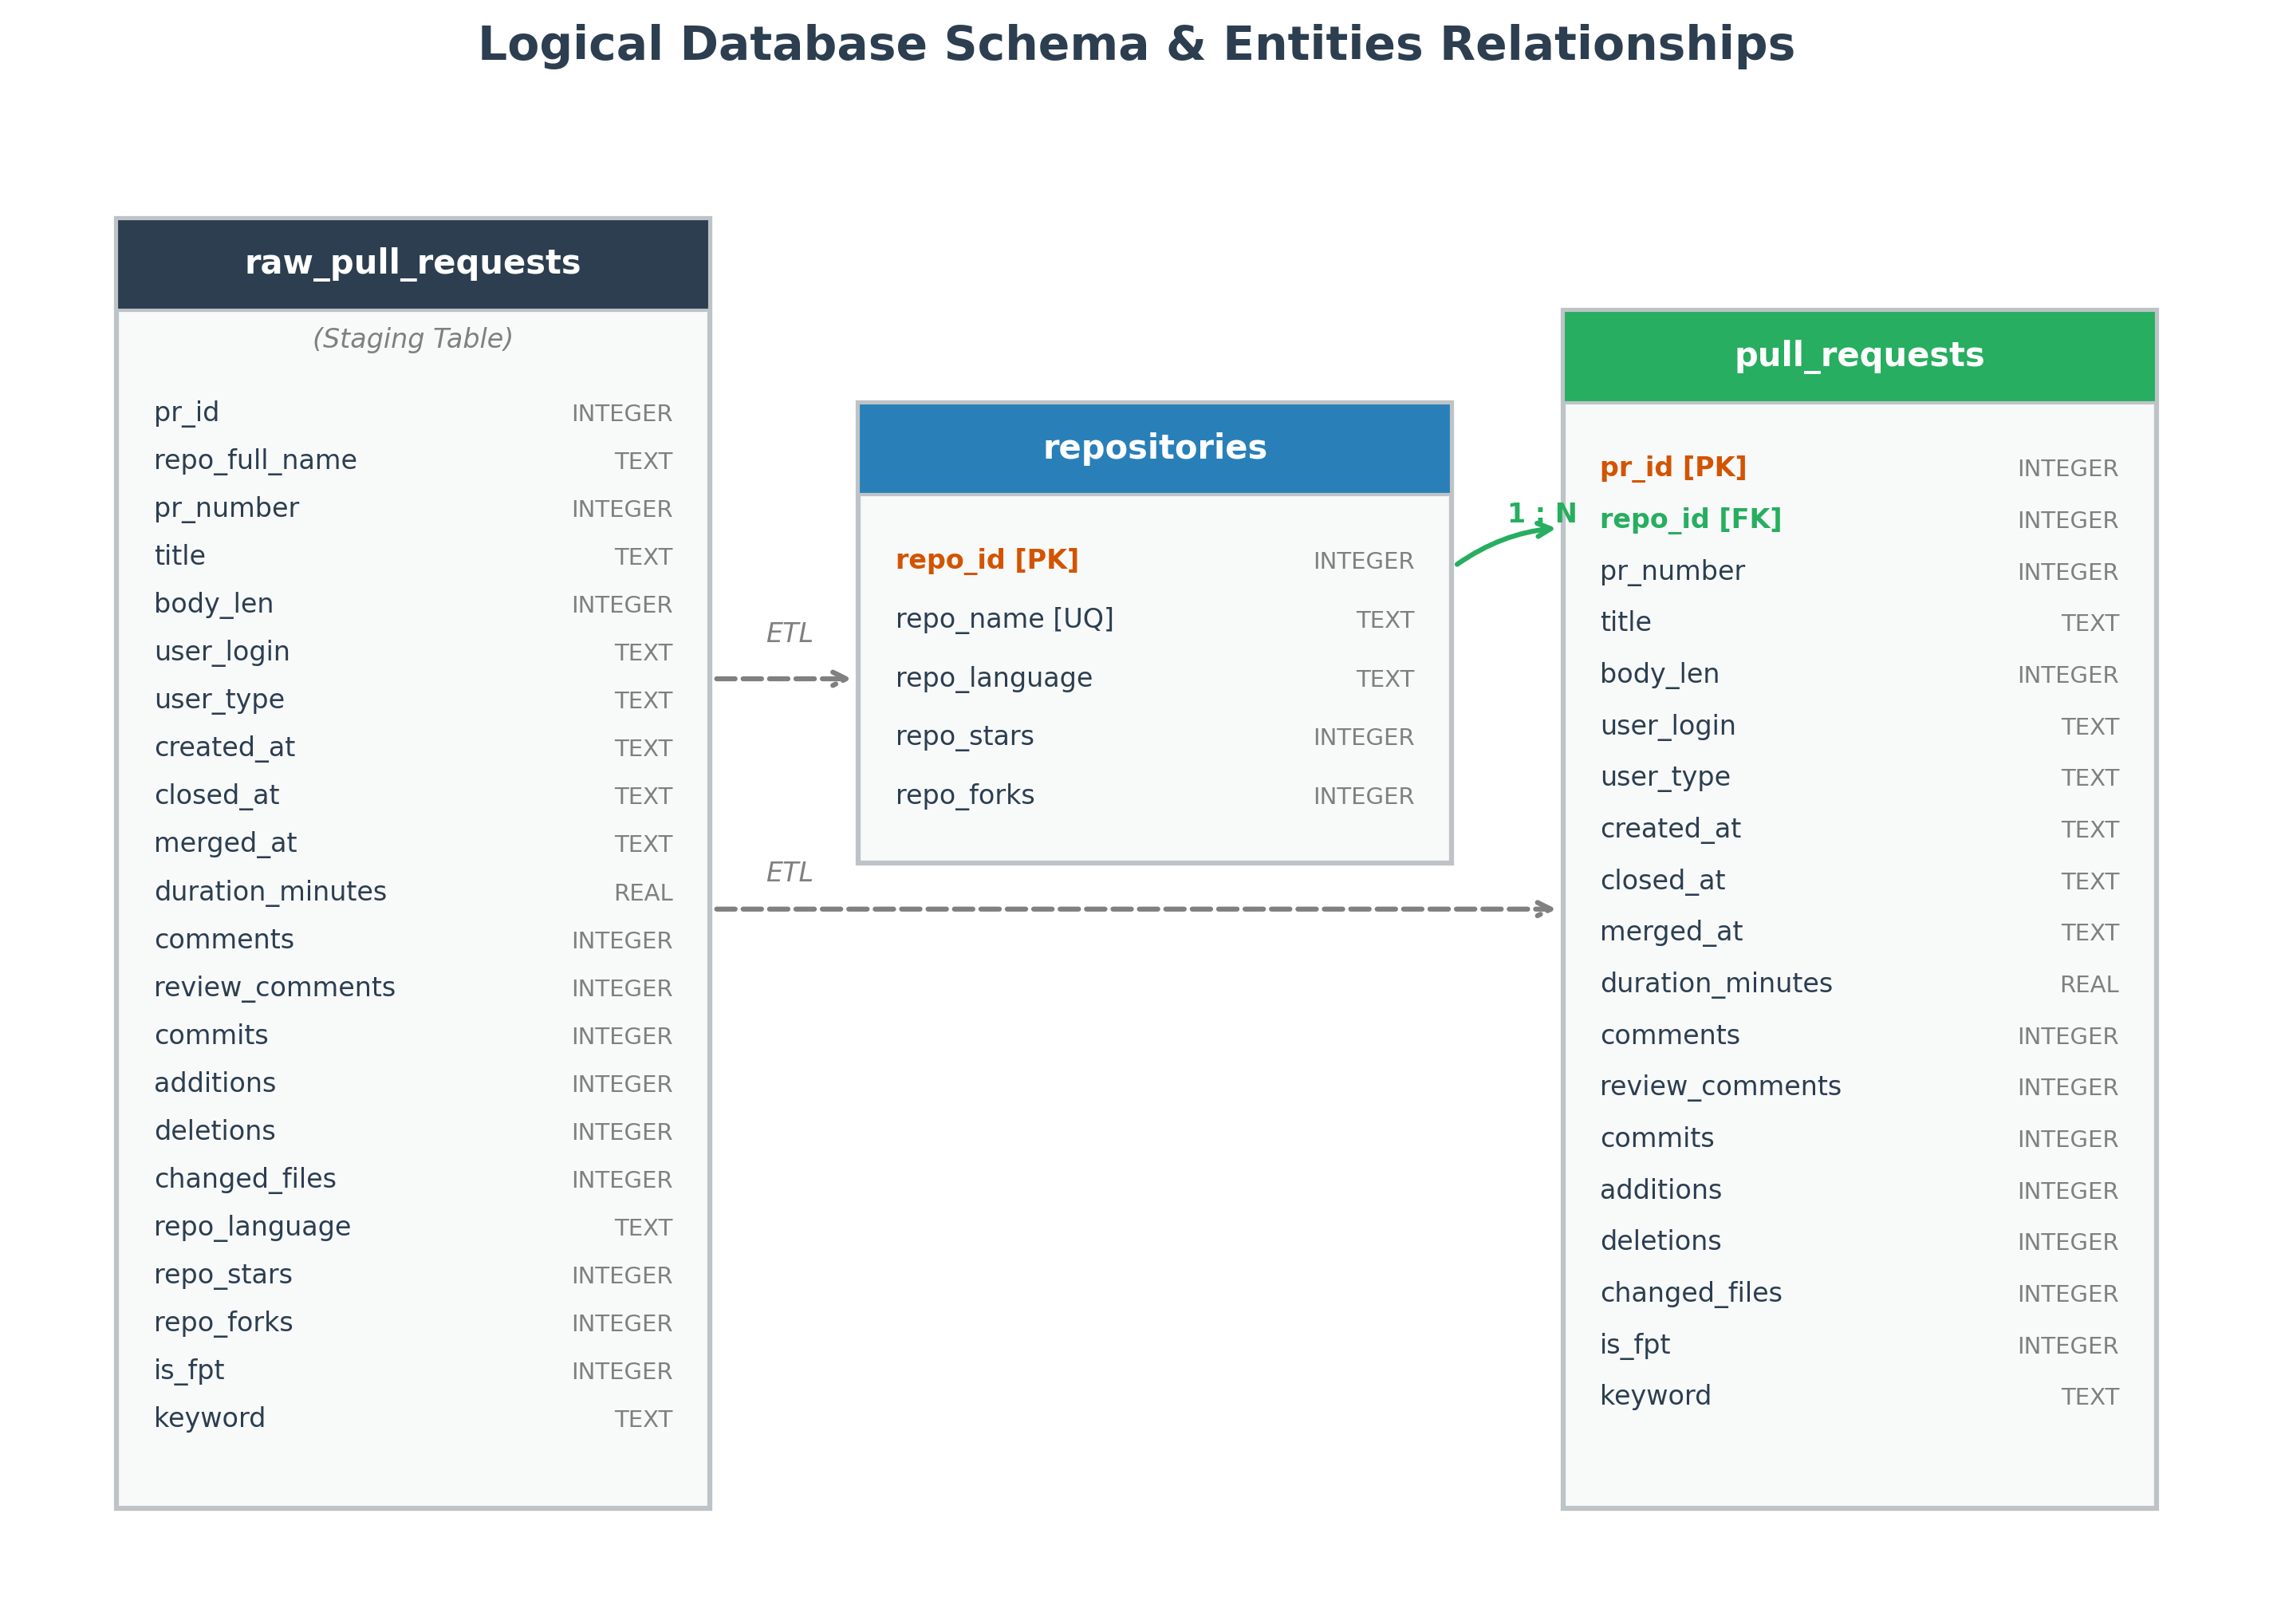 Logical Database Schema & Entities Relationships
raw_pull_requests
(Staging Table)
pr_id INTEGER
repo_full_name TEXT
pr_number INTEGER
title TEXT
body_len INTEGER
user_login TEXT
user_type TEXT
created_at TEXT
closed_at TEXT
merged_at TEXT
duration_minutes REAL
comments INTEGER
review_comments INTEGER
commits INTEGER
additions INTEGER
deletions INTEGER
changed_files INTEGER
repo_language TEXT
repo_stars INTEGER
repo_forks INTEGER
is_fpt INTEGER
keyword TEXT
ETL
ETL
repositories
repo_id [PK] INTEGER
repo_name [UQ] TEXT
repo_language TEXT
repo_stars INTEGER
repo_forks INTEGER
1 : N
pull_requests
pr_id [PK] INTEGER
repo_id [FK] INTEGER
pr_number INTEGER
title TEXT
body_len INTEGER
user_login TEXT
user_type TEXT
created_at TEXT
closed_at TEXT
merged_at TEXT
duration_minutes REAL
comments INTEGER
review_comments INTEGER
commits INTEGER
additions INTEGER
deletions INTEGER
changed_files INTEGER
is_fpt INTEGER
keyword TEXT